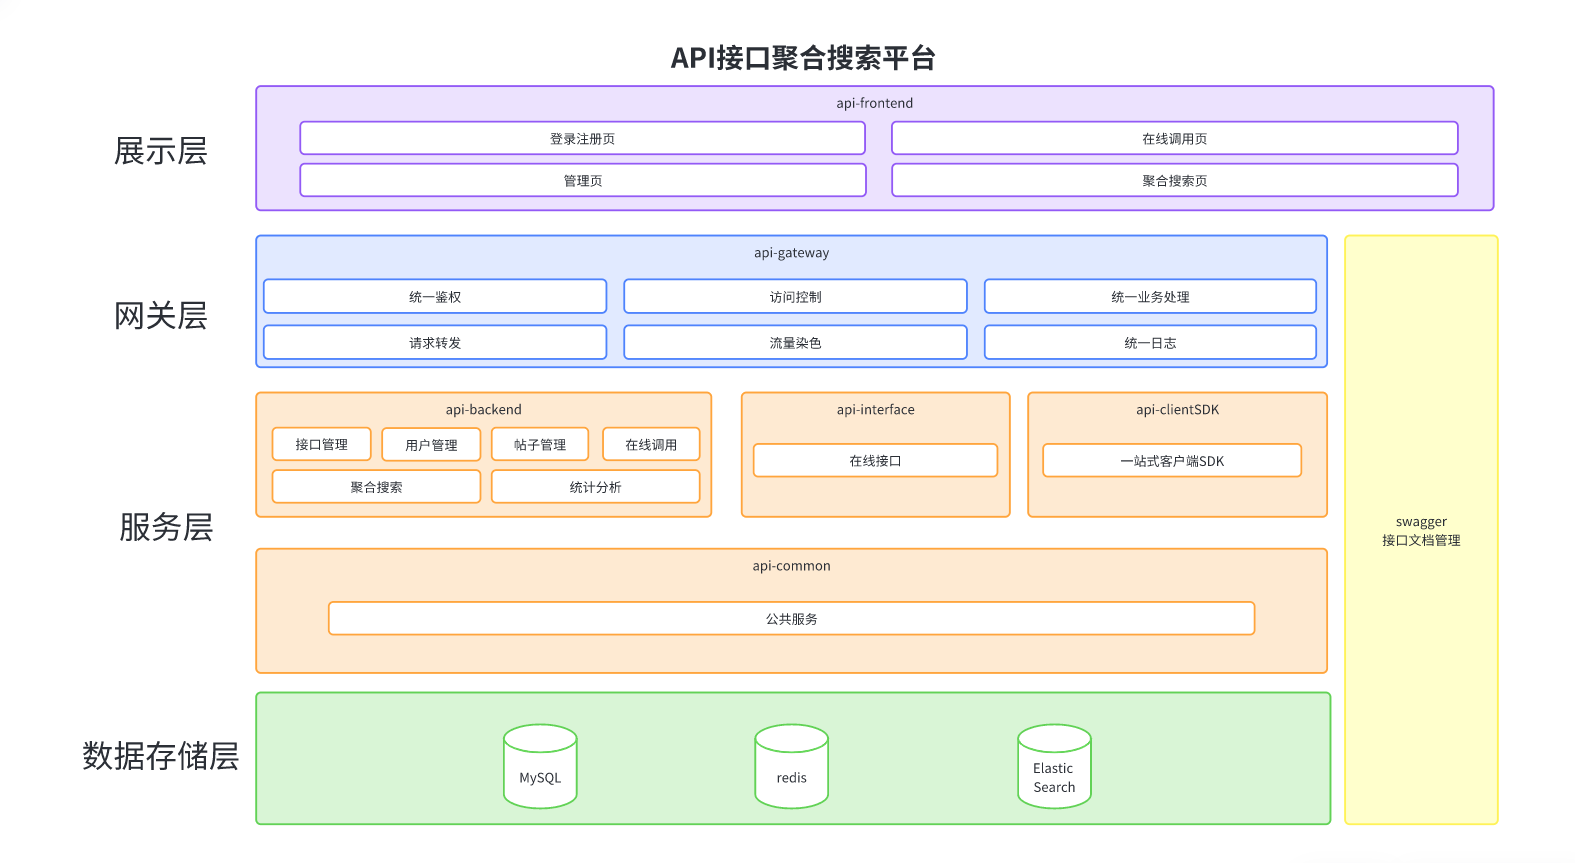 API接口聚合搜索平台
展示层
api-frontend
登录注册页
在线调用页
管理页
聚合搜索页
网关层
api-gateway
统一鉴权
访问控制
统一业务处理
请求转发
流量染色
统一日志
服务层
api-backend
接口管理
用户管理
帖子管理
在线调用
聚合搜索
统计分析
api-interface
在线接口
api-clientSDK
一站式客户端SDK
api-common
公共服务
数据存储层
MySQL
redis
Elastic
Search
swagger
接口文档管理